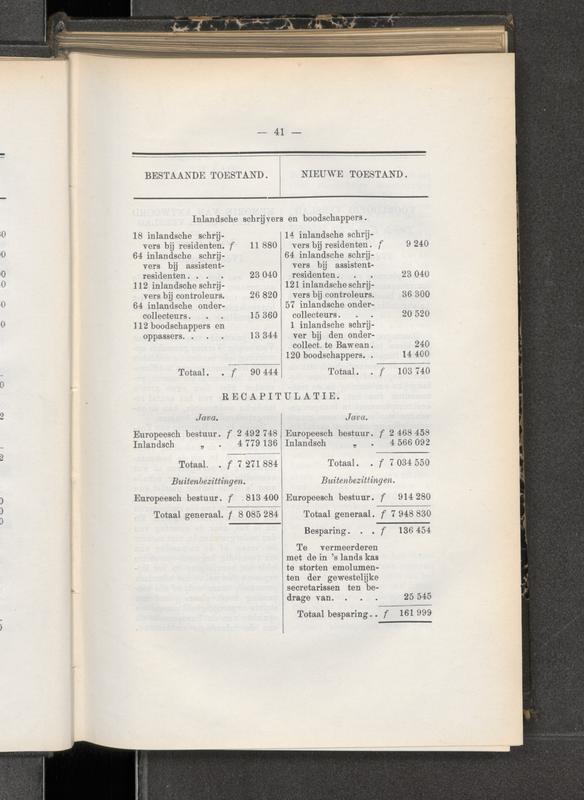 — 41 —
BESTAANDE TOESTAND.
NIEUWE TOESTAND.
Inlandsche schrijvers en boodschappers.
18 inlandsche schrij-
vers bij residenten. f 11 880
64 inlandsche schrij-
vers bij assistent-
residenten. . . . 23 040
112 inlandsche schrij-
vers bij controleurs. 26 820
64 inlandsche onder-
collecteurs. . . 15 360
112 boodschappers en
oppassers. . . . 13 344
Totaal. . f 90 444
14 inlandsche schrij-
vers bij residenten. f 9 240
64 inlandsche schrij-
vers bij assistent-
residenten. . . 23 040
121 inlandsche schrij-
vers bij controleurs. 36 300
57 inlandsche onder-
collecteurs. . . 20 520
1 inlandsche schrij-
ver bij den onder-
collect. te Bawean. 240
120 boodschappers. . 14 400
Totaal. . f 103 740
RECAPITULATIE.
Java.
Europeesch bestuur. f 2 492 748
Inlandsch „ . 4 779 136
Totaal. . f 7 271 884
Buitenbezittingen.
Europeesch bestuur. f 813 400
Totaal generaal. f 8 085 284
Java.
Europeesch bestuur. f 2 468 458
Inlandsch „ . 4 566 092
Totaal. . f 7 034 550
Buitenbezittingen.
Europeesch bestuur. f 914 280
Totaal generaal. f 7 948 830
Besparing. . . f 136 454
Te vermeerderen
met de in 's lands kas
te storten emolumen-
ten der gewestelijke
secretarissen ten be-
drage van. . . . 25 545
Totaal besparing. . f 161 999